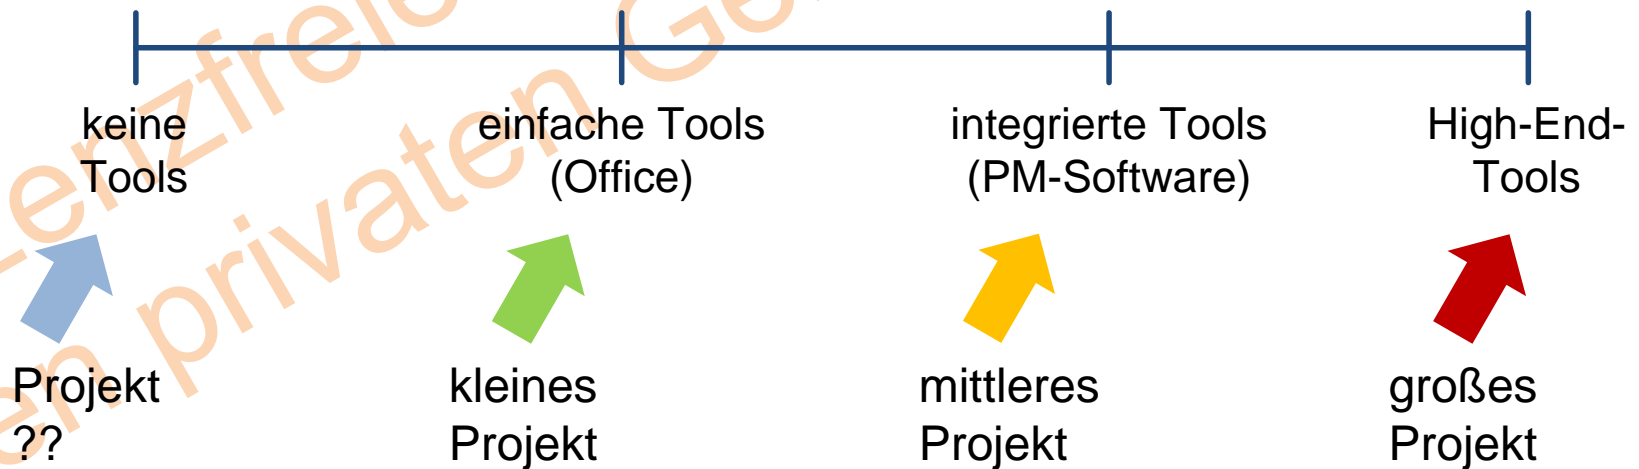 keine
Tools
einfache Tools
(Office)
integrierte Tools
(PM-Software)
High-End-
Tools
Projekt
??
kleines
Projekt
mittleres
Projekt
großes
Projekt
privaten